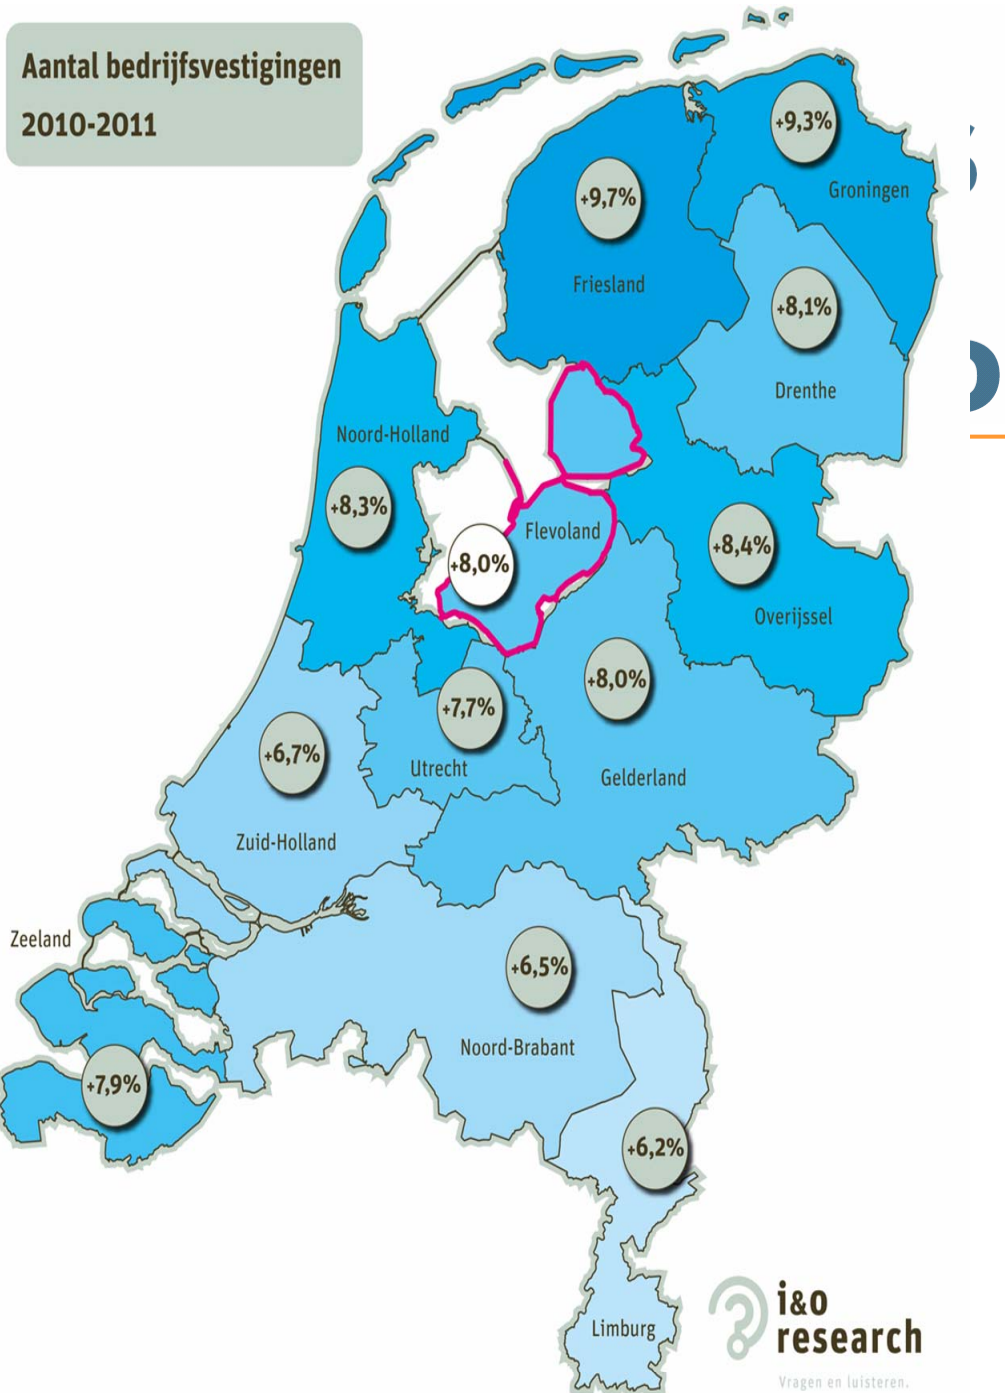 Aantal bedrijfsvestigingen
2010-2011
+9,3%
Groningen
+9,7%
Friesland
+8,1%
Drenthe
Noord-Holland
+8,3%
Flevoland
+8,0%
+8,4%
Overijssel
+8,0%
Gelderland
+7,7%
Utrecht
+6,7%
Zuid-Holland
Zeeland
+7,9%
+6,5%
Noord-Brabant
+6,2%
Limburg
i&o
research
Vragen en luisteren.